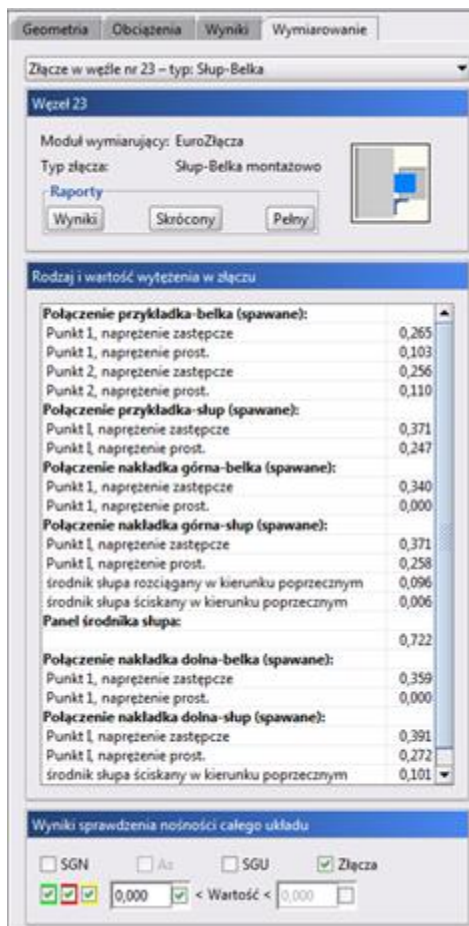 Geometria Obciążenia Wyniki Wymiarowanie
Złącze w węźle nr 23 – typ: Słup-Belka
Węzeł 23
Moduł wymiarujący: EuroZłącza
Typ złącza: Słup-Belka montażowo
Raporty
Wyniki Skrócony Pełny
Rodzaj i wartość wytężenia w złączu
Połączenie przykładka-belka (spawane):
Punkt 1, naprężenie zastępcze 0,265
Punkt 1, naprężenie prost. 0,103
Punkt 2, naprężenie zastępcze 0,256
Punkt 2, naprężenie prost. 0,110
Połączenie przykładka-słup (spawane):
Punkt I, naprężenie zastępcze 0,371
Punkt I, naprężenie prost. 0,247
Połączenie nakładka górna-belka (spawane):
Punkt 1, naprężenie zastępcze 0,340
Punkt 1, naprężenie prost. 0,000
Połączenie nakładka górna-słup (spawane):
Punkt I, naprężenie zastępcze 0,371
Punkt I, naprężenie prost. 0,258
środnik słupa rozciągany w kierunku poprzecznym 0,096
środnik słupa ściskany w kierunku poprzecznym 0,006
Panel środnika słupa:
0,722
Połączenie nakładka dolna-belka (spawane):
Punkt 1, naprężenie zastępcze 0,359
Punkt 1, naprężenie prost. 0,000
Połączenie nakładka dolna-słup (spawane):
Punkt I, naprężenie zastępcze 0,391
Punkt I, naprężenie prost. 0,272
środnik słupa ściskany w kierunku poprzecznym 0,101
Wyniki sprawdzenia nośności całego układu
SGN As SGU Złącza
0,000 < Wartość < 0,000